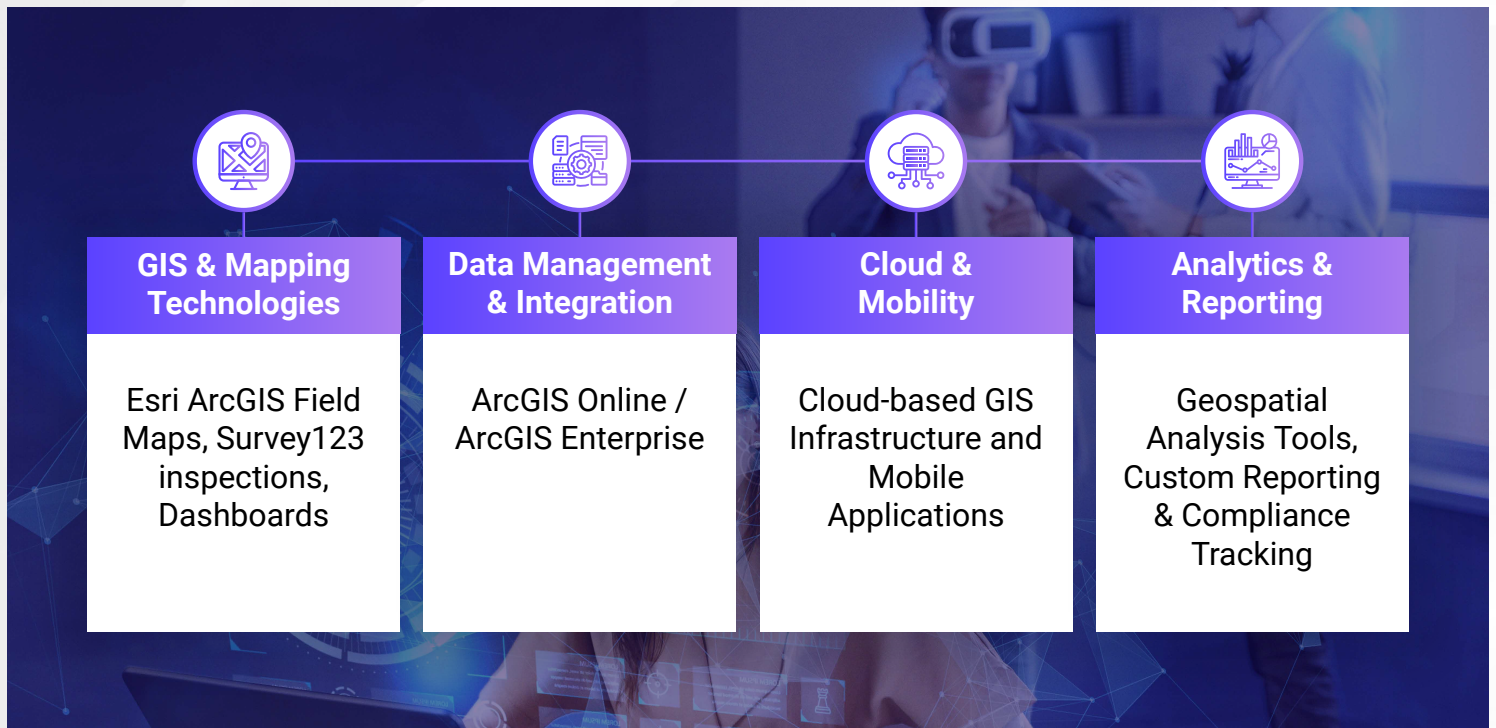 GIS & Mapping
Technologies
Esri ArcGIS Field
Maps, Survey123
inspections,
Dashboards
Data Management
& Integration
ArcGIS Online /
ArcGIS Enterprise
Cloud &
Mobility
Cloud-based GIS
Infrastructure and
Mobile
Applications
Analytics &
Reporting
Geospatial
Analysis Tools,
Custom Reporting
& Compliance
Tracking